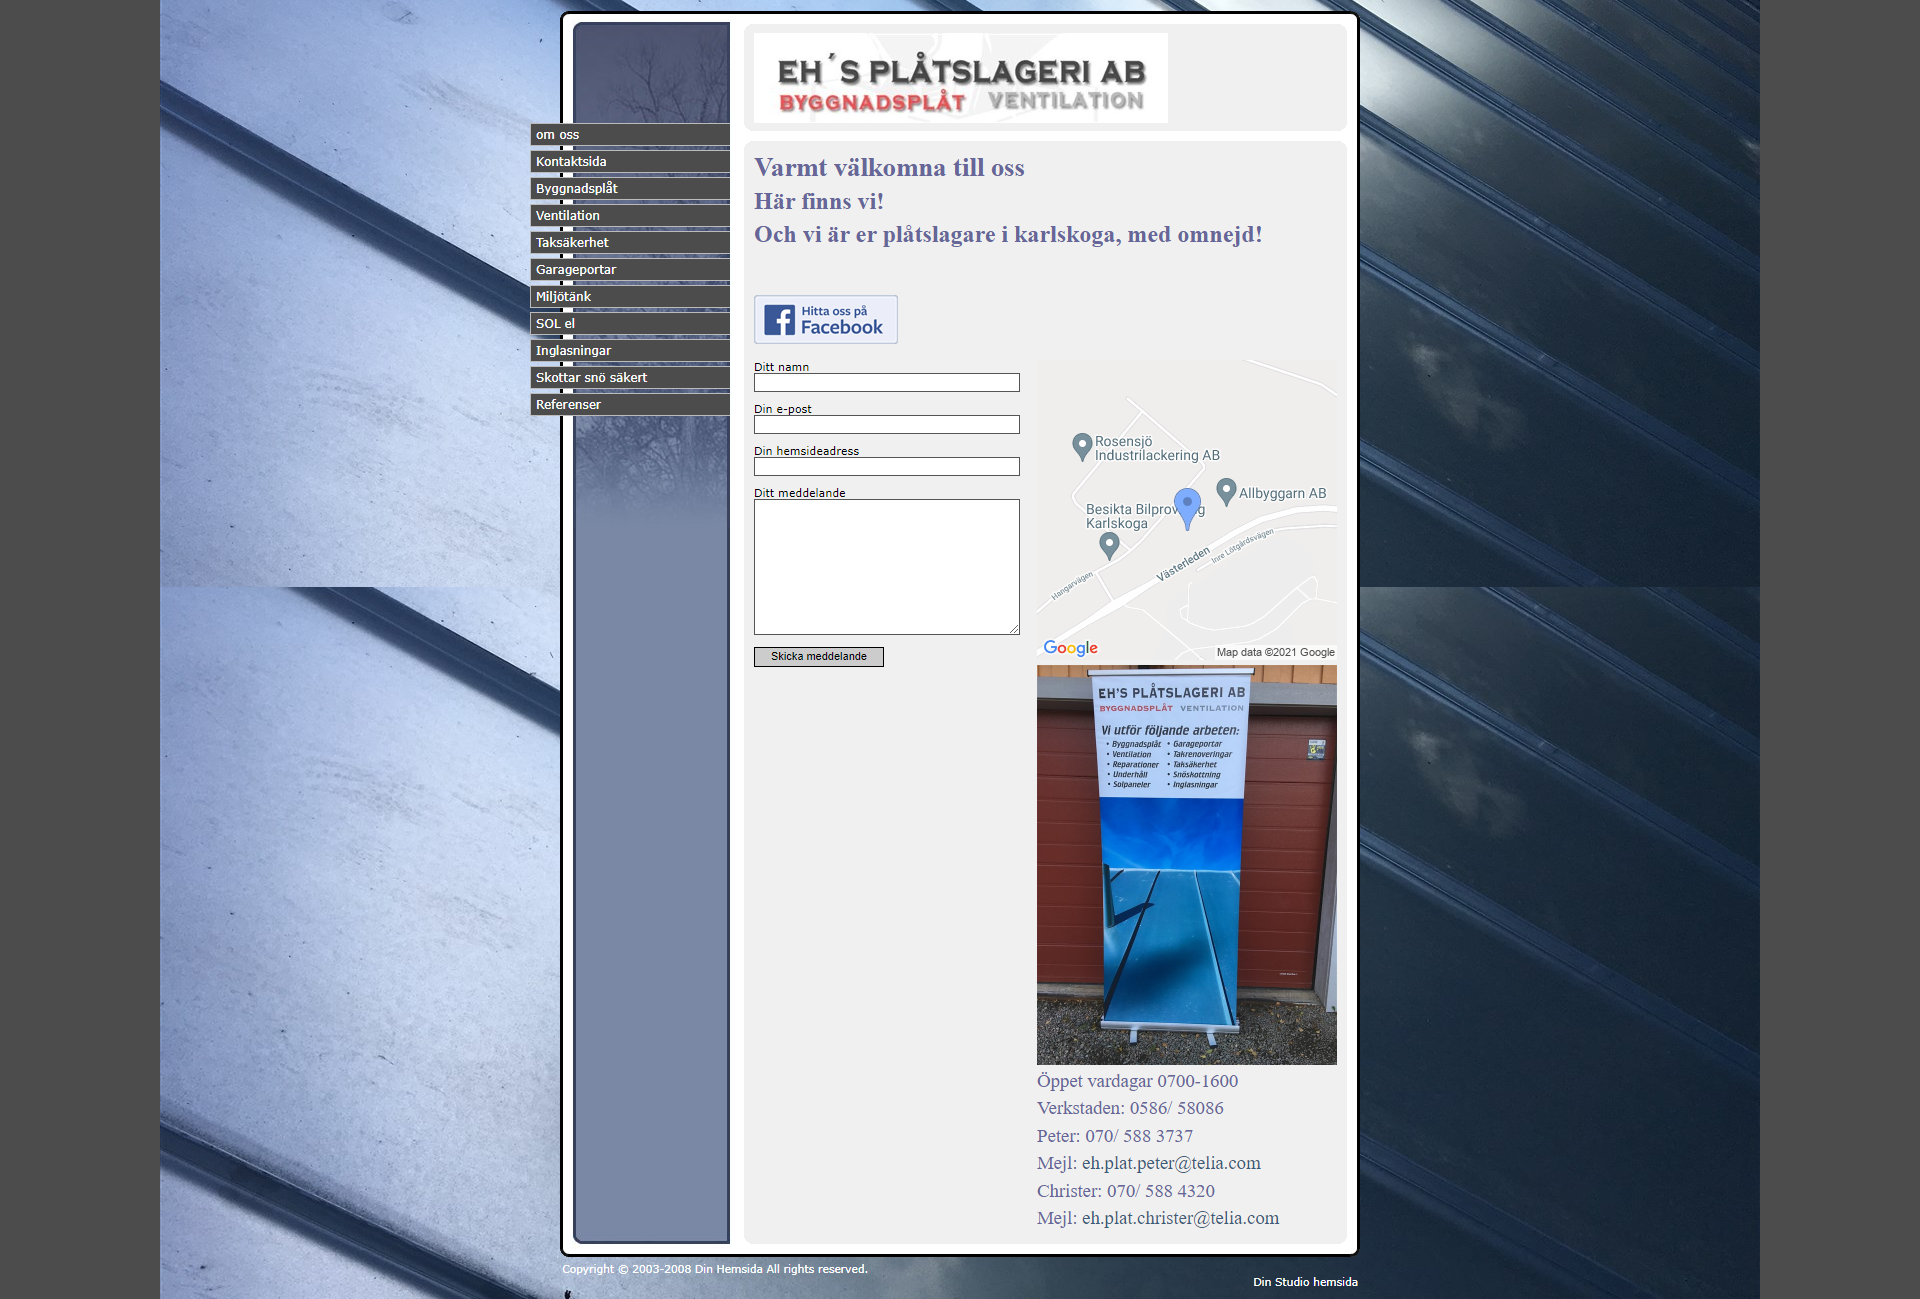 EH´S PLÅTSLAGERI AB
BYGGNADSPLÅT VENTILATION
om oss
Kontaktsida
Byggnadsplåt
Ventilation
Taksäkerhet
Garageportar
Miljötänk
SOL el
Inglasningar
Skottar snö säkert
Referenser
Varmt välkomna till oss
Här finns vi!
Och vi är er plåtslagare i karlskoga, med omnejd!
Hitta oss på
Facebook
Ditt namn
Din e-post
Din hemsideadress
Ditt meddelande
Skicka meddelande
Rosensjö
Industrilackering AB
Allbyggarn AB
Besikta Bilprov
Karlskoga
Västerleden
Inre Lötgårdsvägen
Hangarvägen
Google
Map data ©2021 Google
EH'S PLÅTSLAGERI AB
BYGGNADSPLÅT VENTILATION
Vi utför följande arbeten:
• Byggnadsplåt • Garageportar
• Ventilation • Takrenoveringar
• Reparationer • Taksäkerhet
• Underhåll • Snöskottning
• Solpaneler • Inglasningar
Öppet vardagar 0700-1600
Verkstaden: 0586/ 58086
Peter: 070/ 588 3737
Mejl: eh.plat.peter@telia.com
Christer: 070/ 588 4320
Mejl: eh.plat.christer@telia.com
Copyright © 2003-2008 Din Hemsida All rights reserved.
Din Studio hemsida